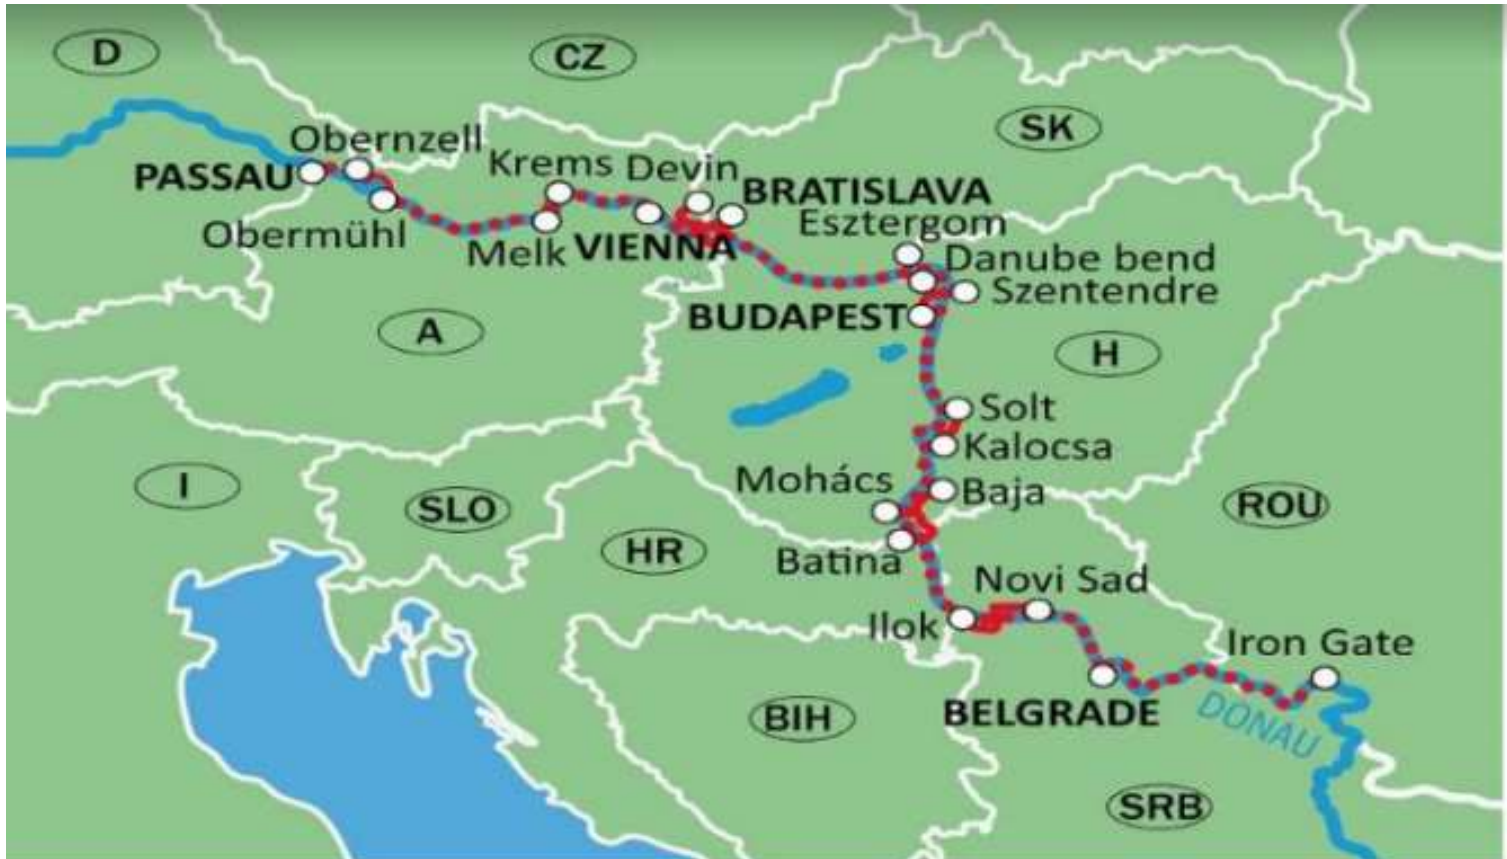 D
CZ
SK
Obernzell
Krems
Devin
PASSAU
BRATISLAVA
Esztergom
Obermühl
Melk
VIENNA
Danube bend
Szentendre
BUDAPEST
A
H
Solt
Kalocsa
Mohács
Baja
I
SLO
ROU
HR
Batina
Novi Sad
Ilok
Iron Gate
BELGRADE
DONAU
BIH
SRB